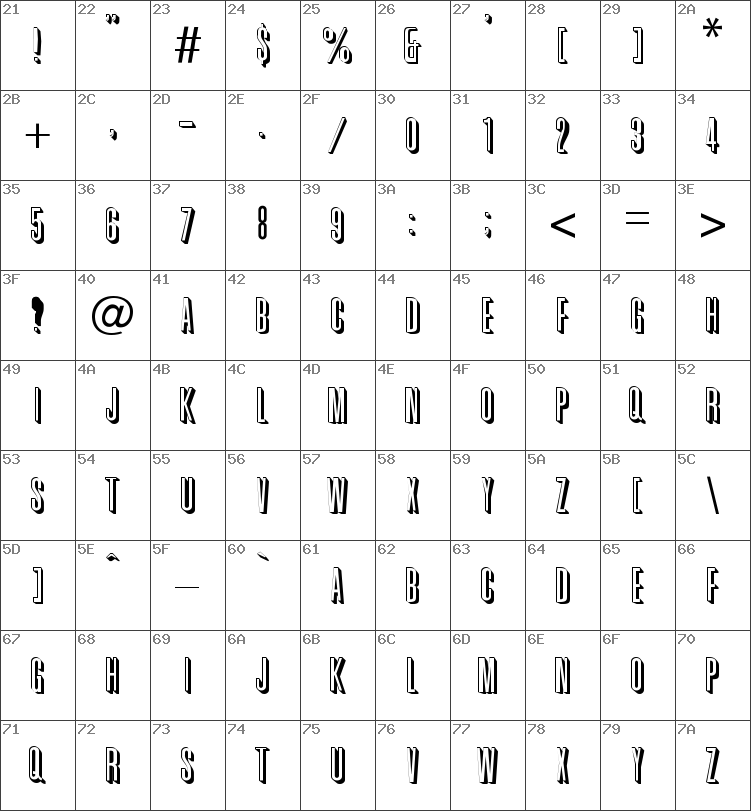 21 22 23 24 25 26 27 28 29 2A
! " # $ % & ' [ ] *
2B 2C 2D 2E 2F 30 31 32 33 34
+ , - . / 0 1 2 3 4
35 36 37 38 39 3A 3B 3C 3D 3E
5 6 7 8 9 : ; < = >
3F 40 41 42 43 44 45 46 47 48
! @ A B C D E F G H
49 4A 4B 4C 4D 4E 4F 50 51 52
I J K L M N O P Q R
53 54 55 56 57 58 59 5A 5B 5C
S T U V W X Y Z [ \
5D 5E 5F 60 61 62 63 64 65 66
] ^ _ ` A B C D E F
67 68 69 6A 6B 6C 6D 6E 6F 70
G H I J K L M N O P
71 72 73 74 75 76 77 78 79 7A
Q R S T U V W X Y Z